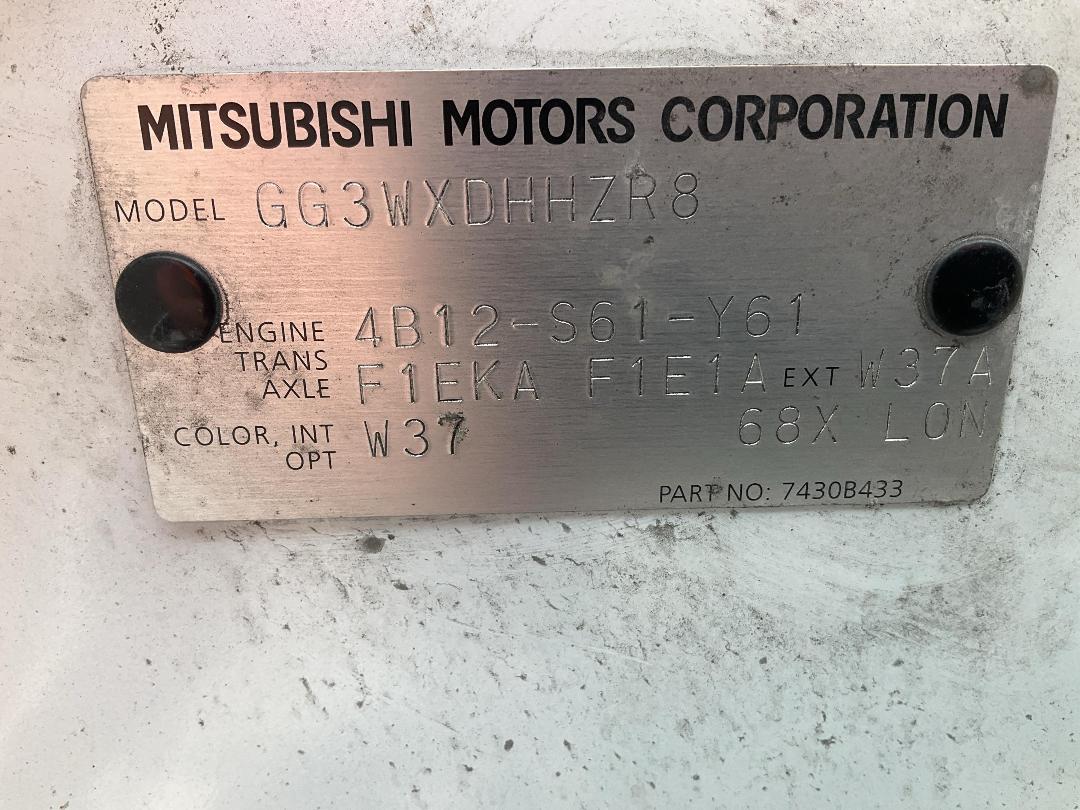 MITSUBISHI MOTORS CORPORATION
MODEL GG3WXDHHZR8
ENGINE 4B12-S61-Y61
TRANS
AXLE F1EKA F1E1A EXT W37A
COLOR, INT W37 68X LON
OPT
PART NO: 7430B433